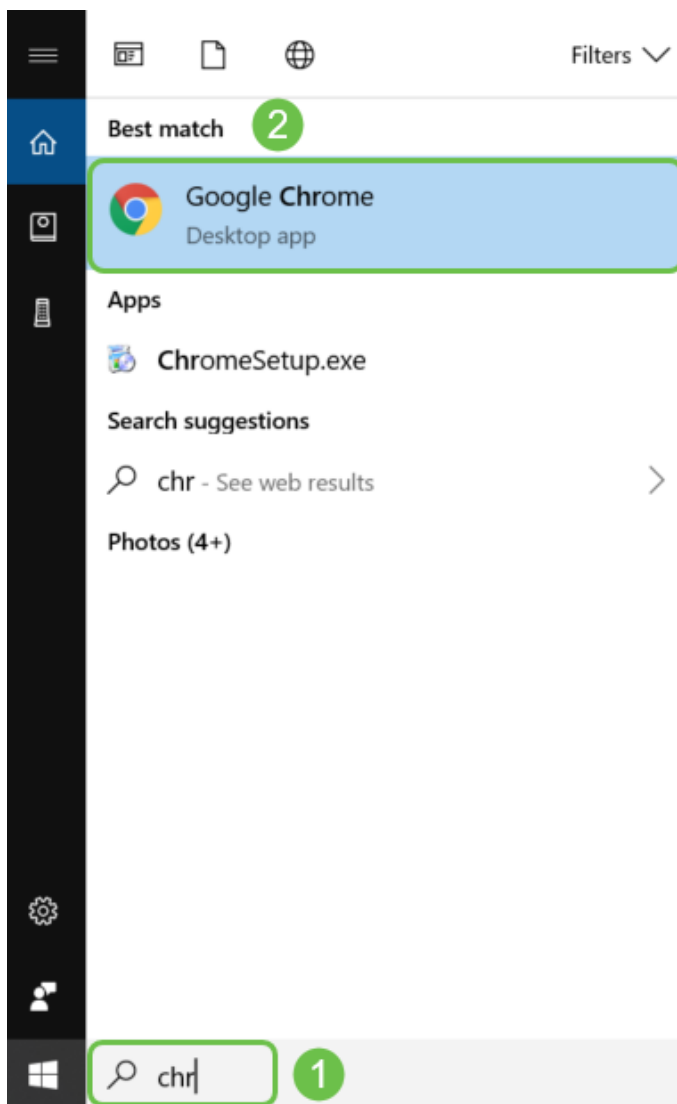 Filters
Best match 2
Google Chrome
Desktop app
Apps
ChromeSetup.exe
Search suggestions
chr - See web results
Photos (4+)
chr 1